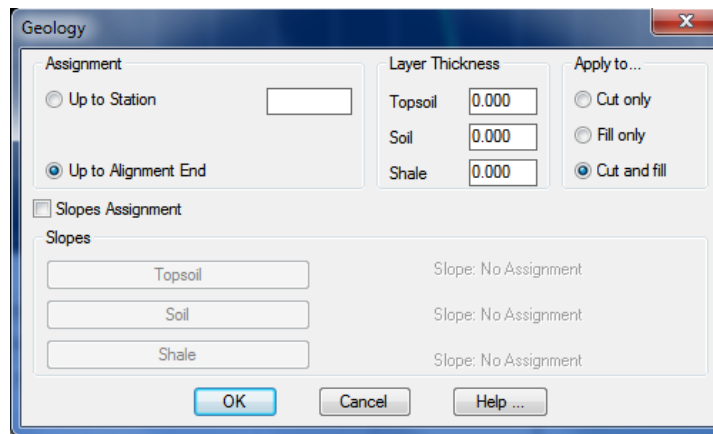 Geology
X
Assignment
Up to Station
Up to Alignment End
Layer Thickness
Topsoil 0.000
Soil 0.000
Shale 0.000
Apply to...
Cut only
Fill only
Cut and fill
Slopes Assignment
Slopes
Topsoil Slope: No Assignment
Soil Slope: No Assignment
Shale Slope: No Assignment
OK Cancel Help ...